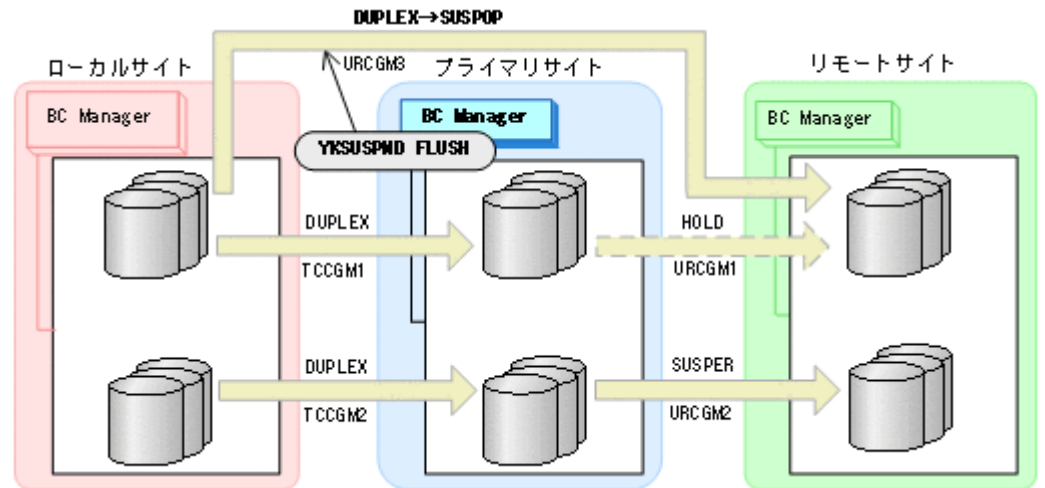 DUPLEX→SUSPOP
URCGM3
ローカルサイト
プライマリサイト
リモートサイト
BC Manager
BC Manager
BC Manager
YKSUSPND FLUSH
DUPLEX
HOLD
TCCGM1
URCGM1
DUPLEX
SUSPER
TCCGM2
URCGM2